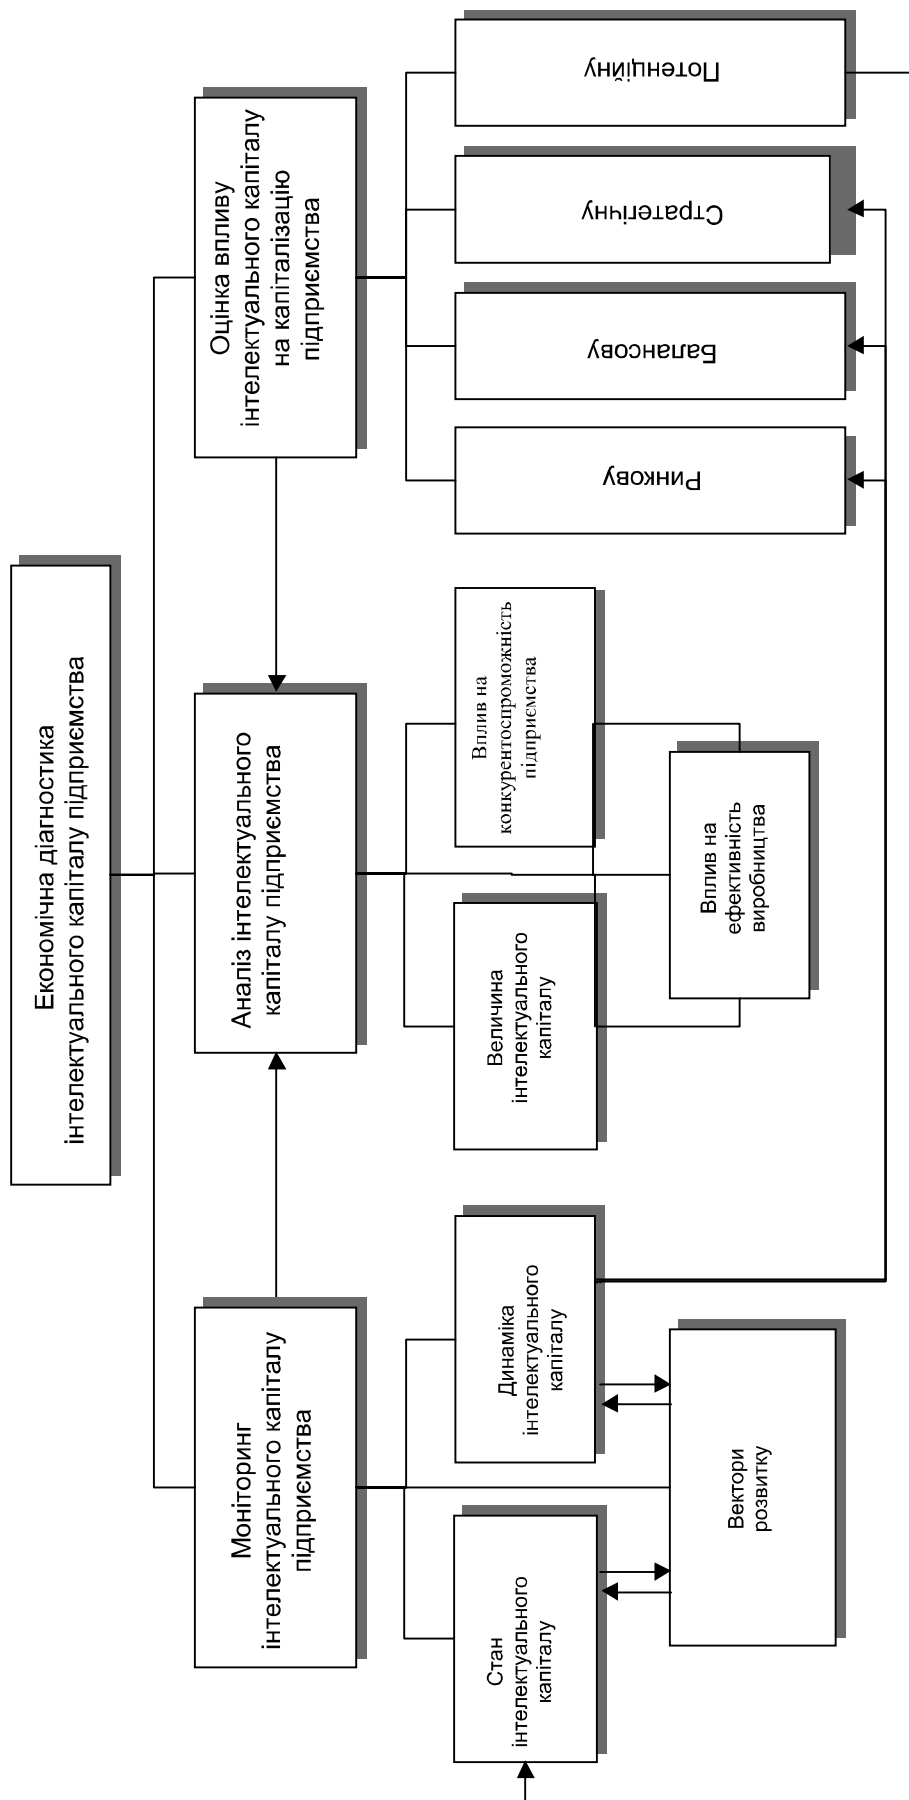 Економічна діагностика
інтелектуального капіталу підприємства
Моніторинг
інтелектуального капіталу
підприємства
Аналіз інтелектуального
капіталу підприємства
Оцінка впливу
інтелектуального капіталу
на капіталізацію
підприємства
Стан
інтелектуального
капіталу
Динаміка
інтелектуального
капіталу
Вектори
розвитку
Величина
інтелектуального
капіталу
Вплив на
конкурентоспроможність
підприємства
Вплив на
ефективність
виробництва
Ринкову
Балансову
Стратегічну
Потенційну